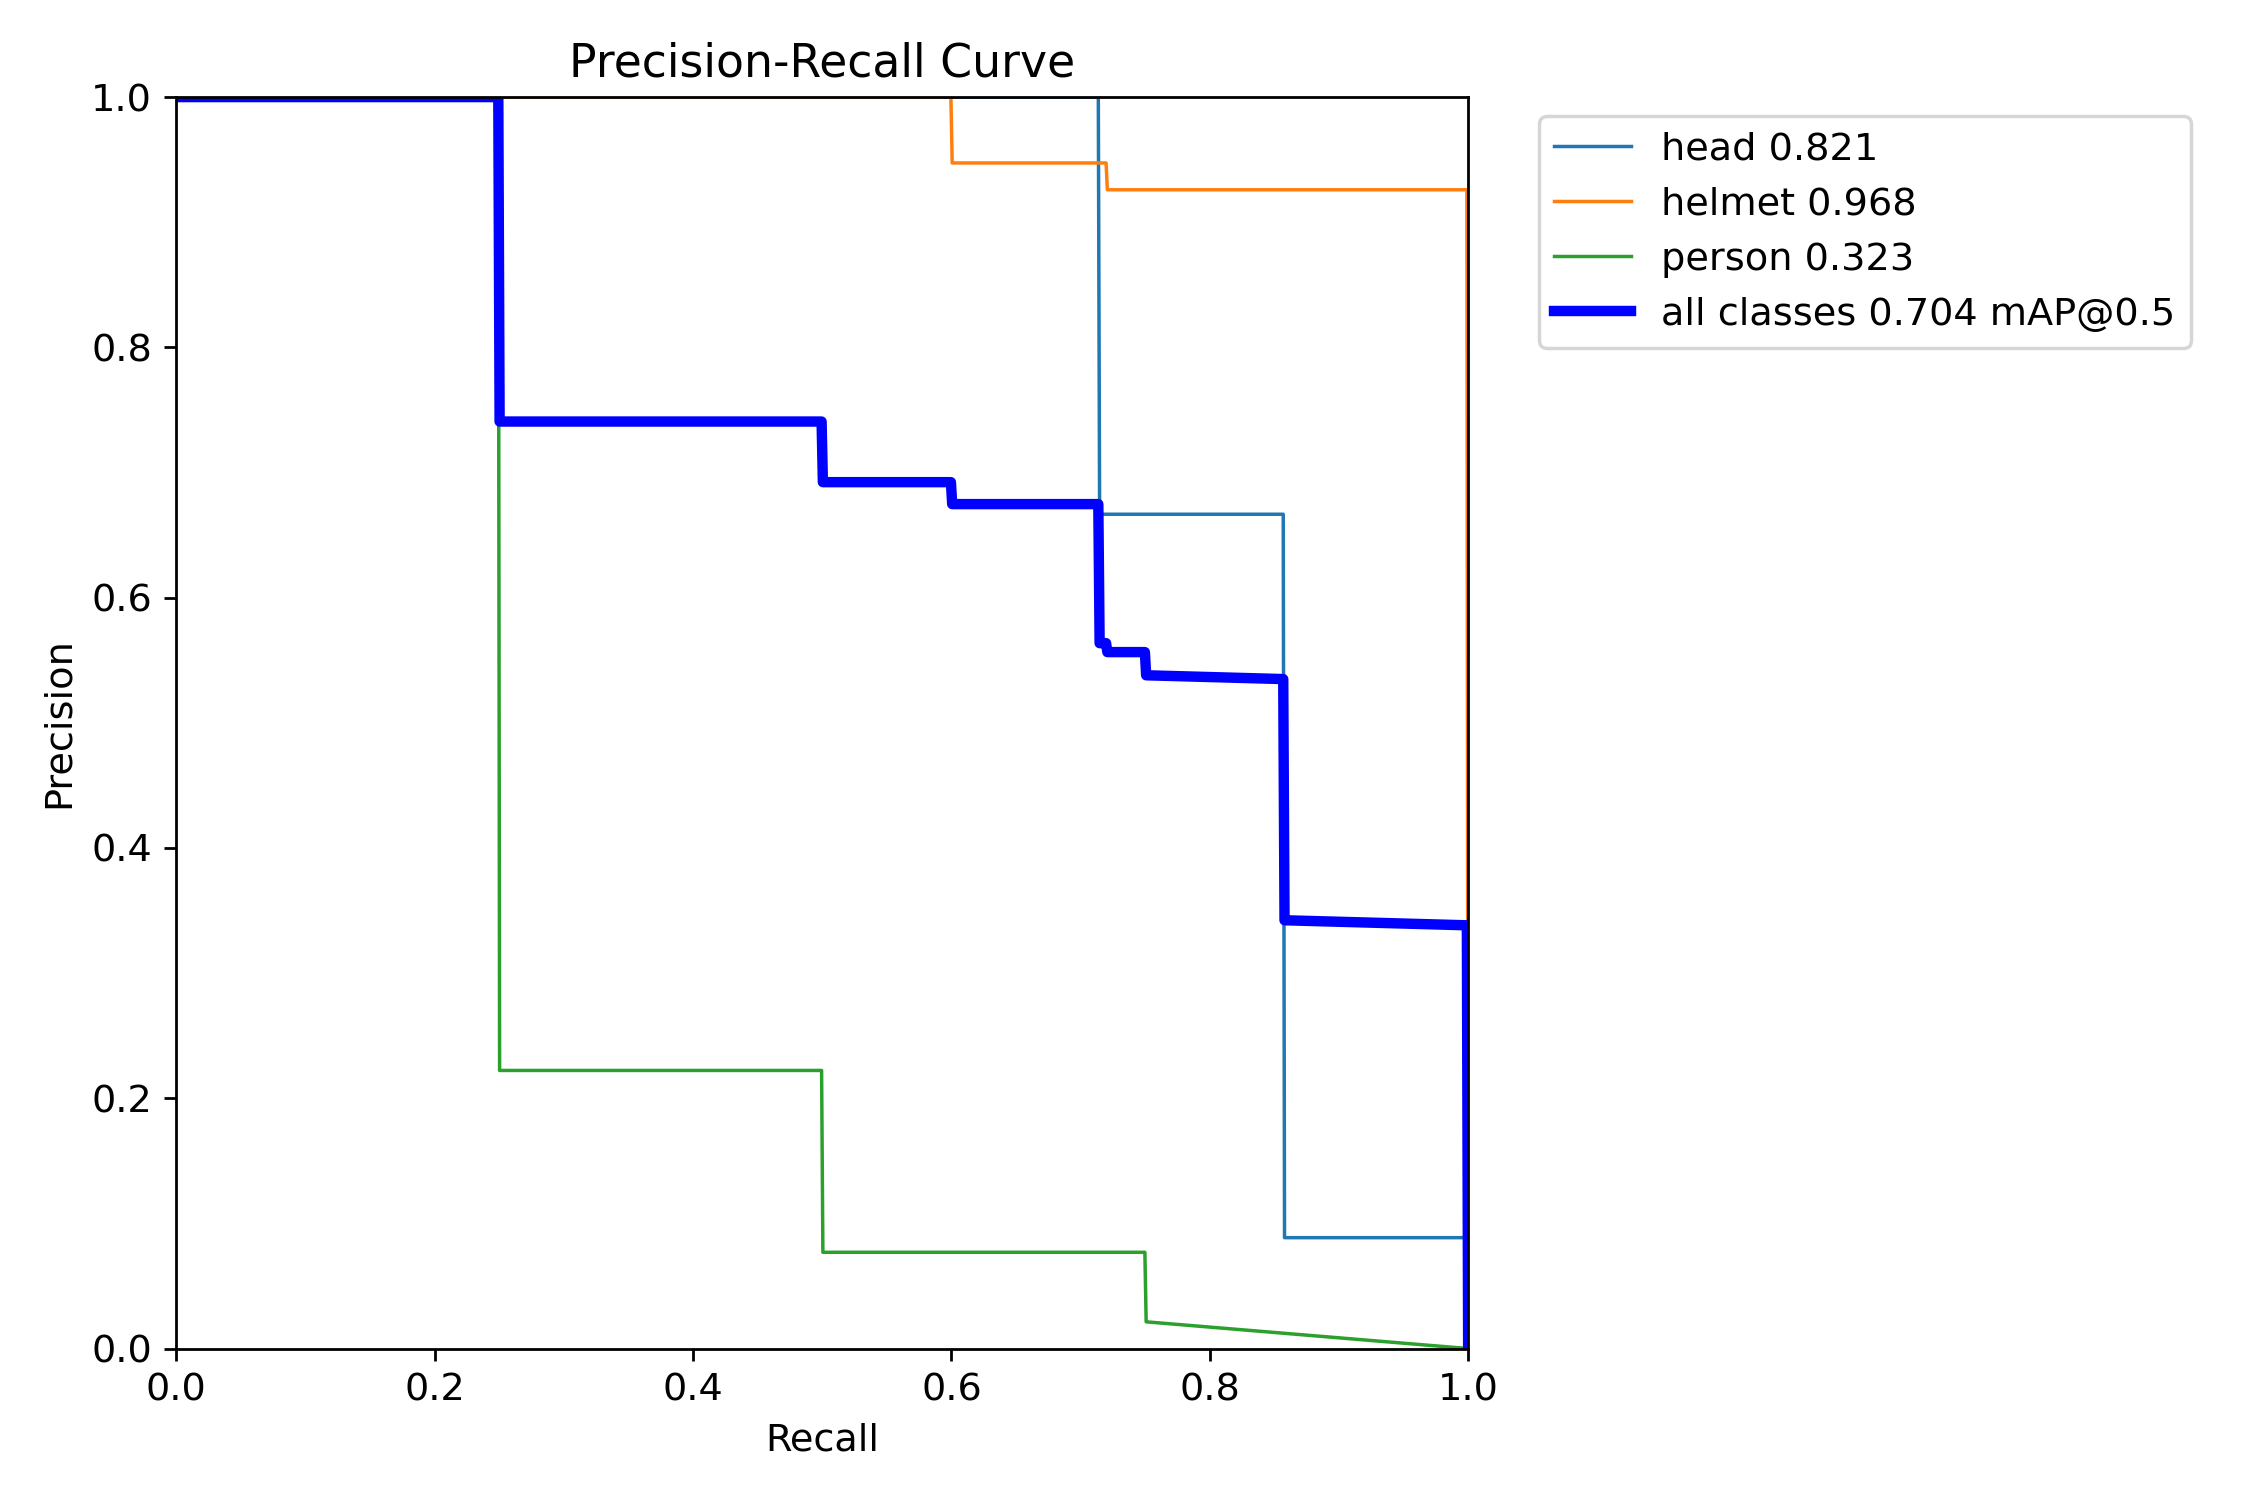 Precision-Recall Curve
1.0
0.8
0.6
0.4
0.2
0.0
Precision
0.0 0.2 0.4 0.6 0.8 1.0
Recall
head 0.821
helmet 0.968
person 0.323
all classes 0.704 mAP@0.5